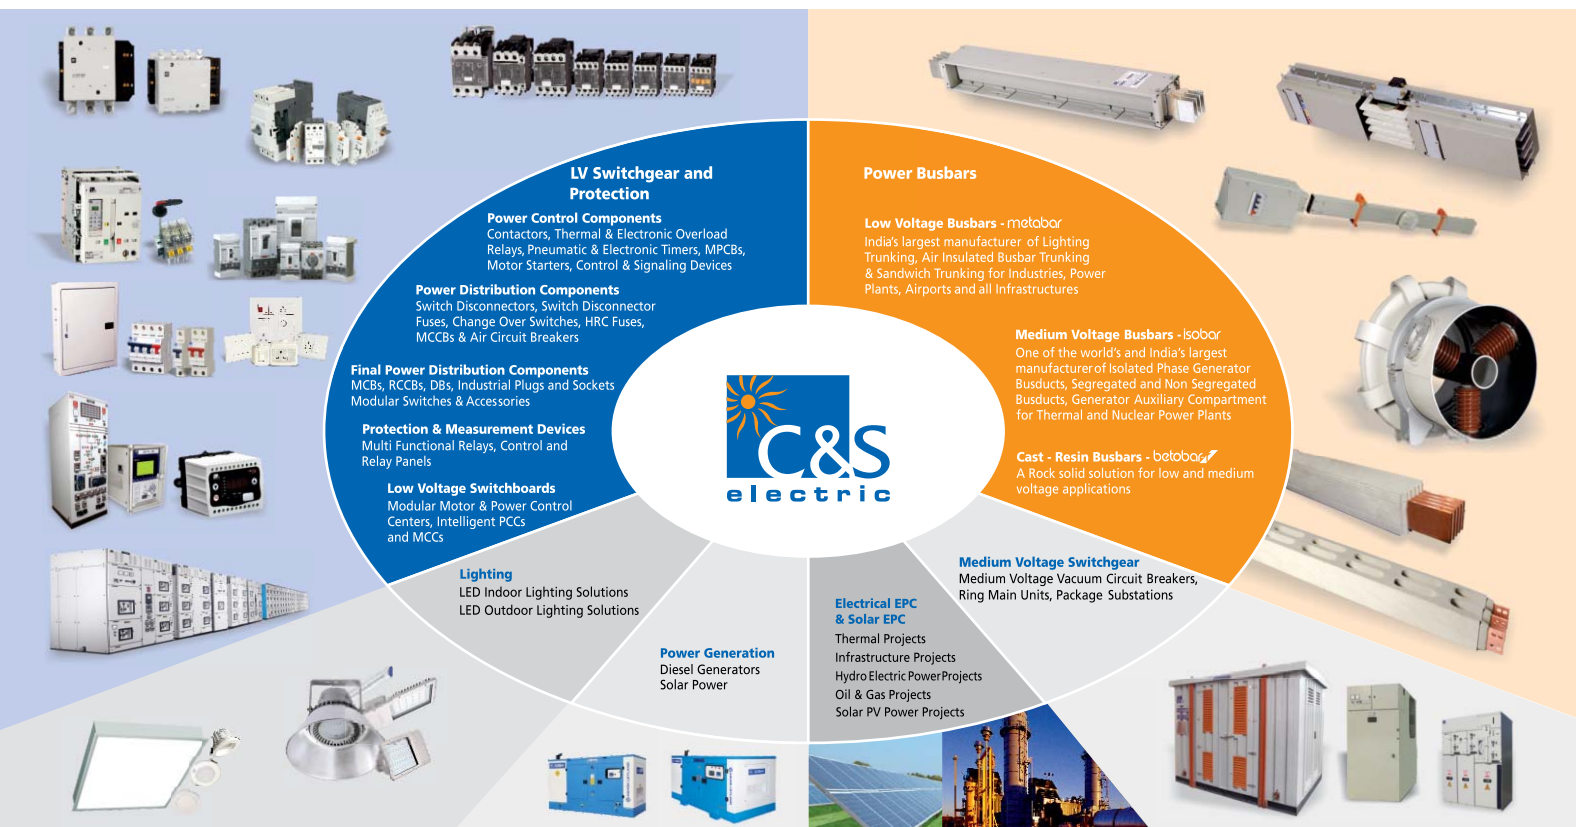 LV Switchgear and
Protection
Power Control Components
Contactors, Thermal & Electronic Overload
Relays, Pneumatic & Electronic Timers, MPCBs,
Motor Starters, Control & Signaling Devices
Power Distribution Components
Switch Disconnectors, Switch Disconnector
Fuses, Change Over Switches, HRC Fuses,
MCCBs & Air Circuit Breakers
Final Power Distribution Components
MCBs, RCCBs, DBs, Industrial Plugs and Sockets
Modular Switches & Accessories
Protection & Measurement Devices
Multi Functional Relays, Control and
Relay Panels
Low Voltage Switchboards
Modular Motor & Power Control
Centers, Intelligent PCCs
and MCCs
Power Busbars
Low Voltage Busbars - metabar
India's largest manufacturer of Lighting
Trunking, Air Insulated Busbar Trunking
& Sandwich Trunking for Industries, Power
Plants, Airports and all Infrastructures
Medium Voltage Busbars - isobar
One of the world's and India's largest
manufacturer of Isolated Phase Generator
Busducts, Segregated and Non Segregated
Busducts, Generator Auxiliary Compartment
for Thermal and Nuclear Power Plants
Cast - Resin Busbars - betobar
A Rock solid solution for low and medium
voltage applications
C&S
electric
Lighting
LED Indoor Lighting Solutions
LED Outdoor Lighting Solutions
Power Generation
Diesel Generators
Solar Power
Electrical EPC
& Solar EPC
Thermal Projects
Infrastructure Projects
Hydro Electric Power Projects
Oil & Gas Projects
Solar PV Power Projects
Medium Voltage Switchgear
Medium Voltage Vacuum Circuit Breakers,
Ring Main Units, Package Substations